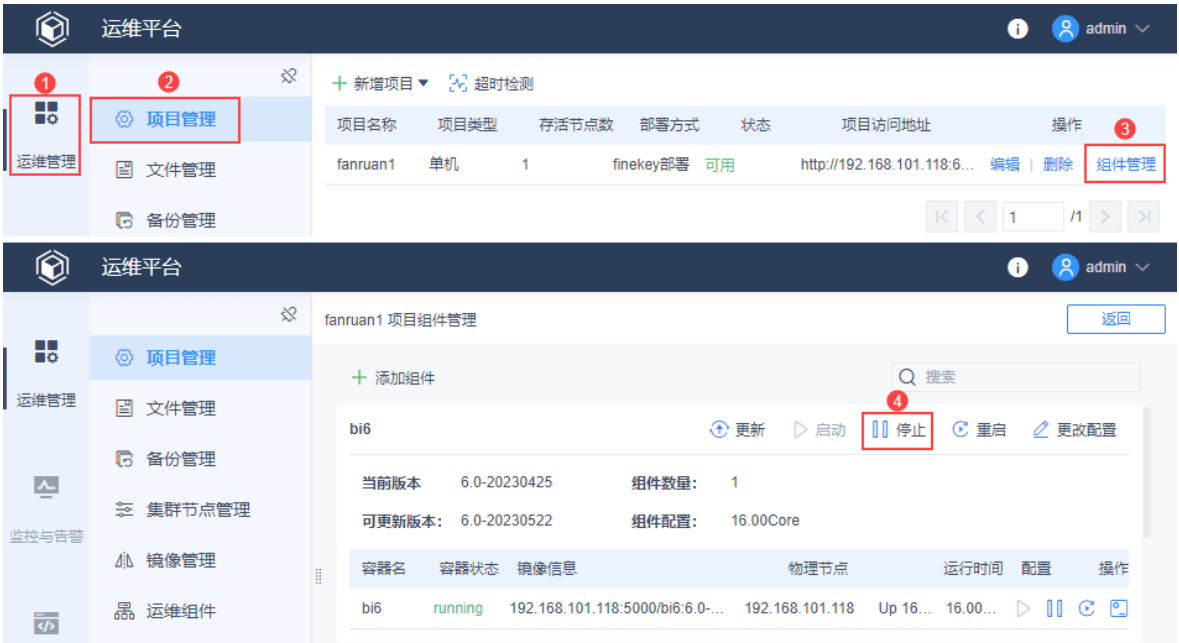 运维平台
admin
1
2
运维管理
项目管理
文件管理
备份管理
新增项目
超时检测
项目名称 项目类型 存活节点数 部署方式 状态 项目访问地址 操作
3
fanruan1 单机 1 finekey部署 可用 http://192.168.101.118:6... 编辑 | 删除 组件管理
1 /1
运维平台
admin
运维管理
监控与告警
项目管理
文件管理
备份管理
集群节点管理
镜像管理
运维组件
fanruan1 项目组件管理
返回
添加组件
搜索
4
bi6 更新 启动 停止 重启 更改配置
当前版本 6.0-20230425 组件数量: 1
可更新版本: 6.0-20230522 组件配置: 16.00Core
容器名 容器状态 镜像信息 物理节点 运行时间 配置 操作
bi6 running 192.168.101.118:5000/bi6:6.0-... 192.168.101.118 Up 16... 16.00...